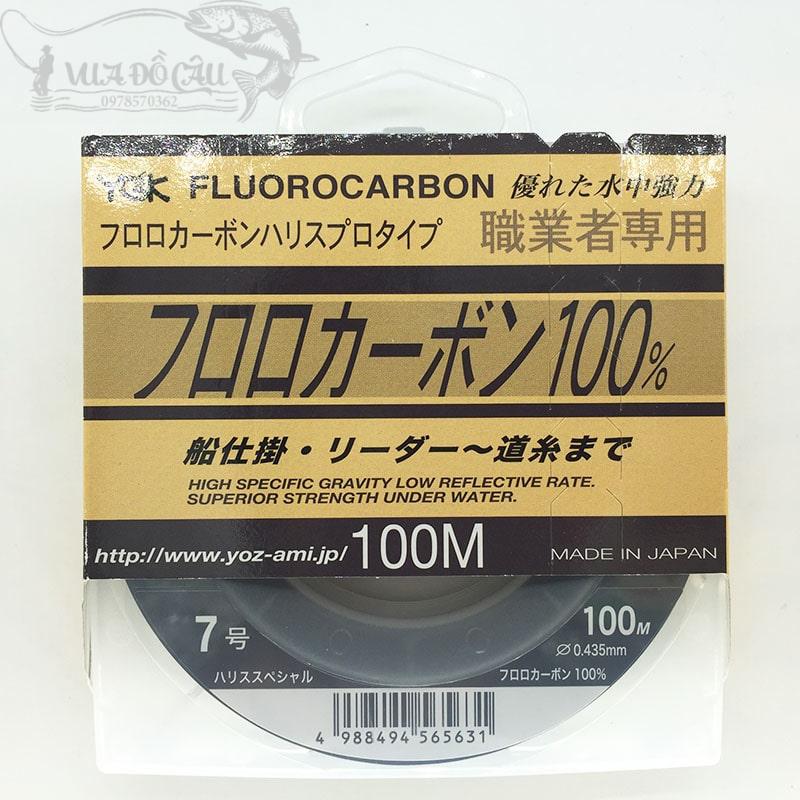 VUA ĐỒ CÂU
0978570362
YGK FLUOROCARBON 優れた水中強力
フロロカーボンハリスプロタイプ 職業者専用
フロロカーボン100%
船仕掛・リーダー〜道糸まで
HIGH SPECIFIC GRAVITY LOW REFLECTIVE RATE.
SUPERIOR STRENGTH UNDER WATER.
http://www.yoz-ami.jp/ 100M MADE IN JAPAN
7号 100M
Ø0.435mm
ハリススペシャル フロロカーボン100%
4 988494 565631